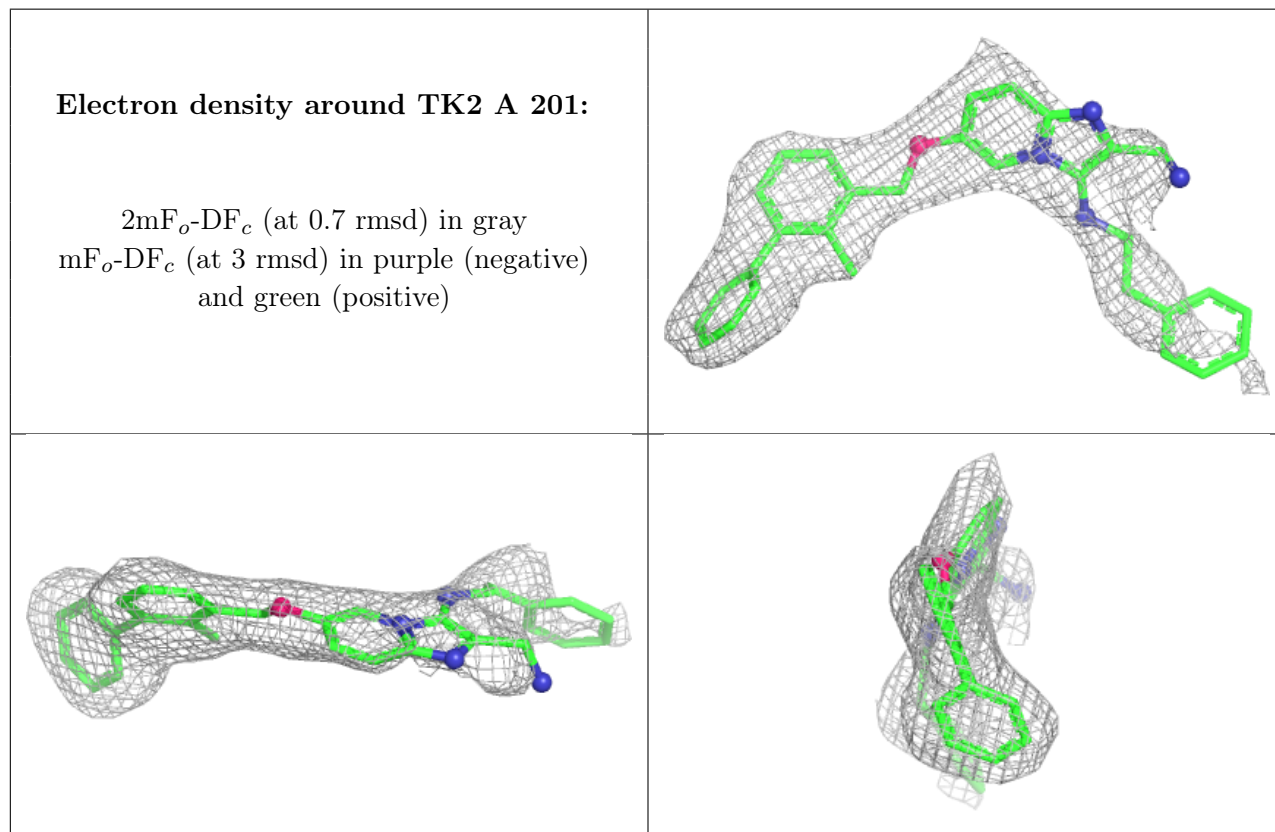 Electron density around TK2 A 201:
2mFo-DFc (at 0.7 rmsd) in gray
mFo-DFc (at 3 rmsd) in purple (negative)
and green (positive)